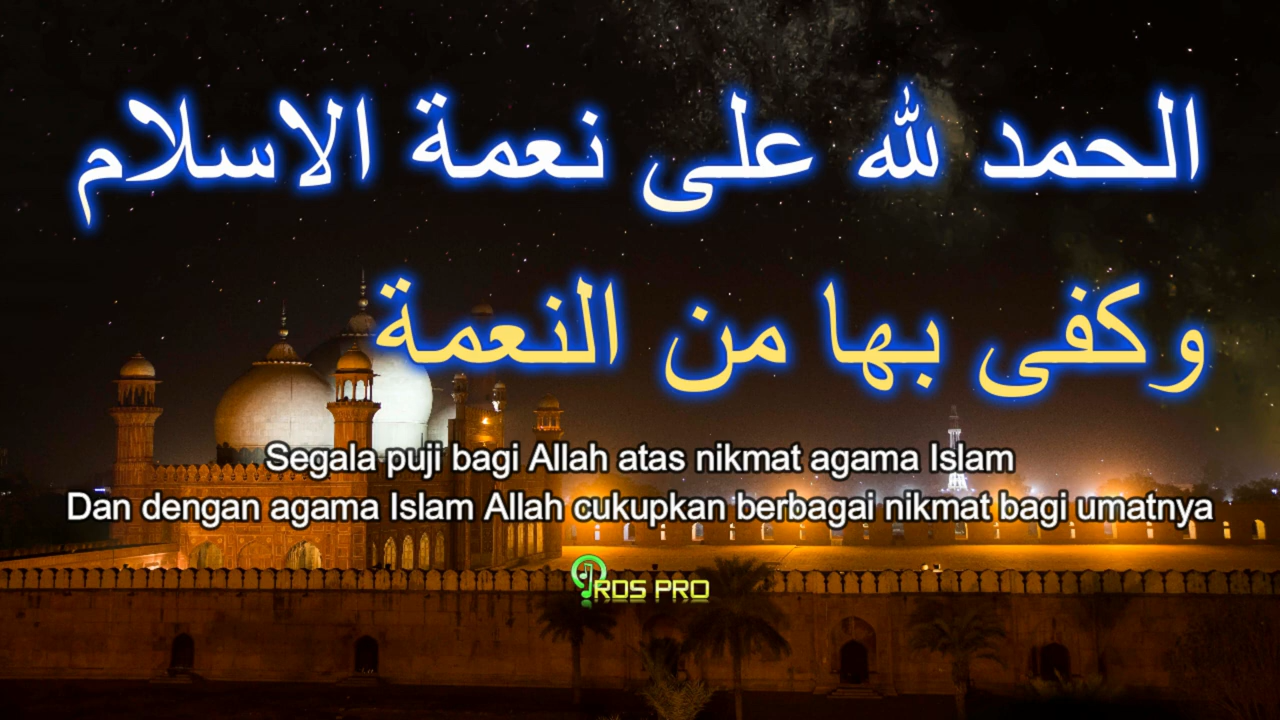 الحمد لله على نعمة الاسلام
وكفى بها من النعمة
Segala puji bagi Allah atas nikmat agama Islam
Dan dengan agama Islam Allah cukupkan berbagai nikmat bagi umatnya
ROS PRO